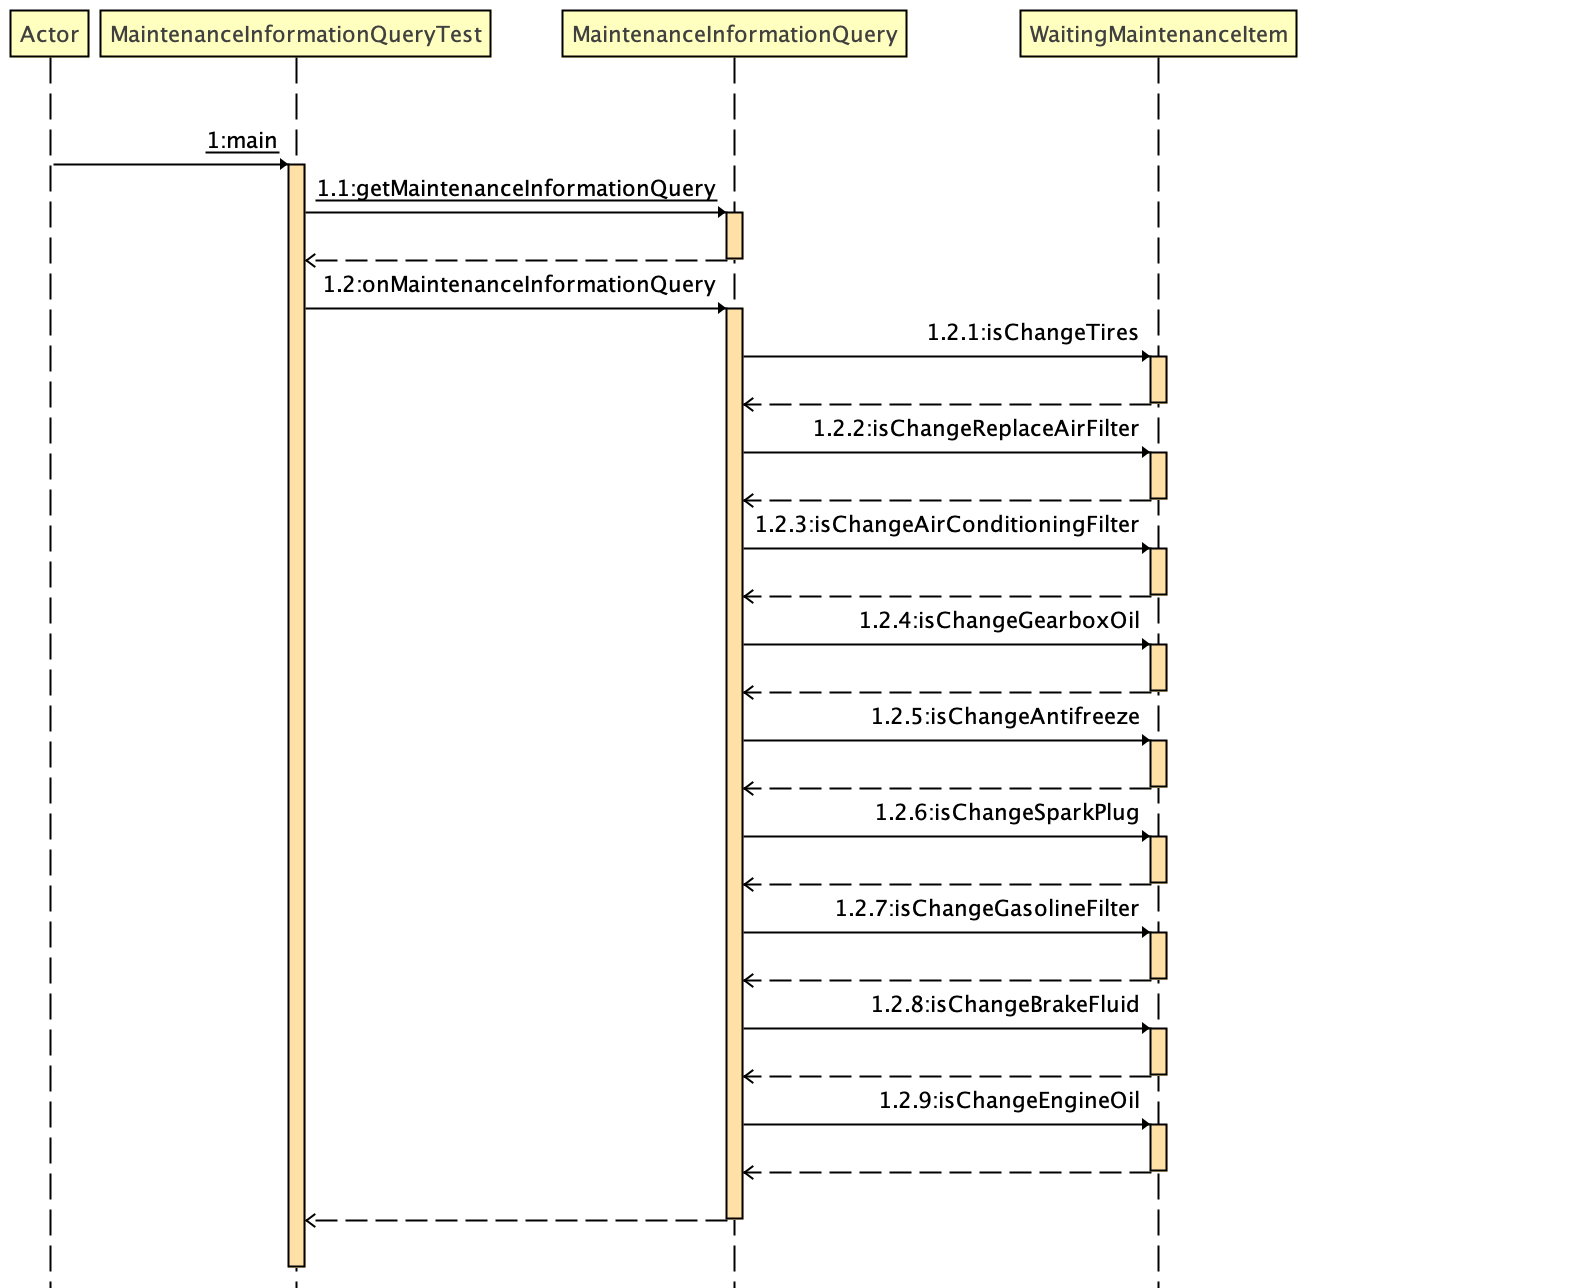 Actor
MaintenanceInformationQueryTest
MaintenanceInformationQuery
WaitingMaintenanceItem
1:main
1.1:getMaintenanceInformationQuery
1.2:onMaintenanceInformationQuery
1.2.1:isChangeTires
1.2.2:isChangeReplaceAirFilter
1.2.3:isChangeAirConditioningFilter
1.2.4:isChangeGearboxOil
1.2.5:isChangeAntifreeze
1.2.6:isChangeSparkPlug
1.2.7:isChangeGasolineFilter
1.2.8:isChangeBrakeFluid
1.2.9:isChangeEngineOil